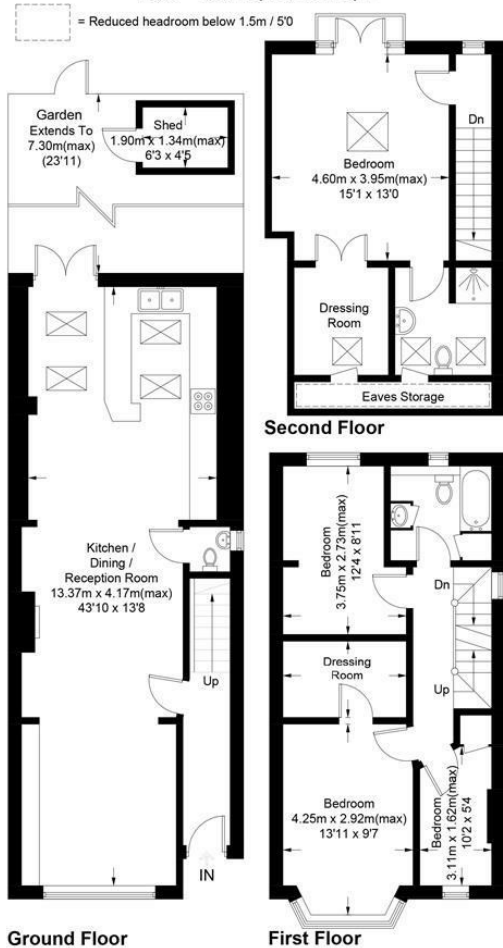 = Reduced headroom below 1.5m / 5'0
Garden
Extends To
7.30m(max)
(23'11)
Shed
1.90m x 1.34m(max)
6'3 x 4'5
Kitchen /
Dining /
Reception Room
13.37m x 4.17m(max)
43'10 x 13'8
Up
IN
Ground Floor
Bedroom
4.60m x 3.95m(max)
15'1 x 13'0
Dn
Dressing
Room
Eaves Storage
Second Floor
Bedroom
3.75m x 2.73m(max)
12'4 x 8'11
Dn
Up
Dressing
Room
Bedroom
4.25m x 2.92m(max)
13'11 x 9'7
Bedroom
3.11m x 1.62m(max)
10'2 x 5'4
First Floor